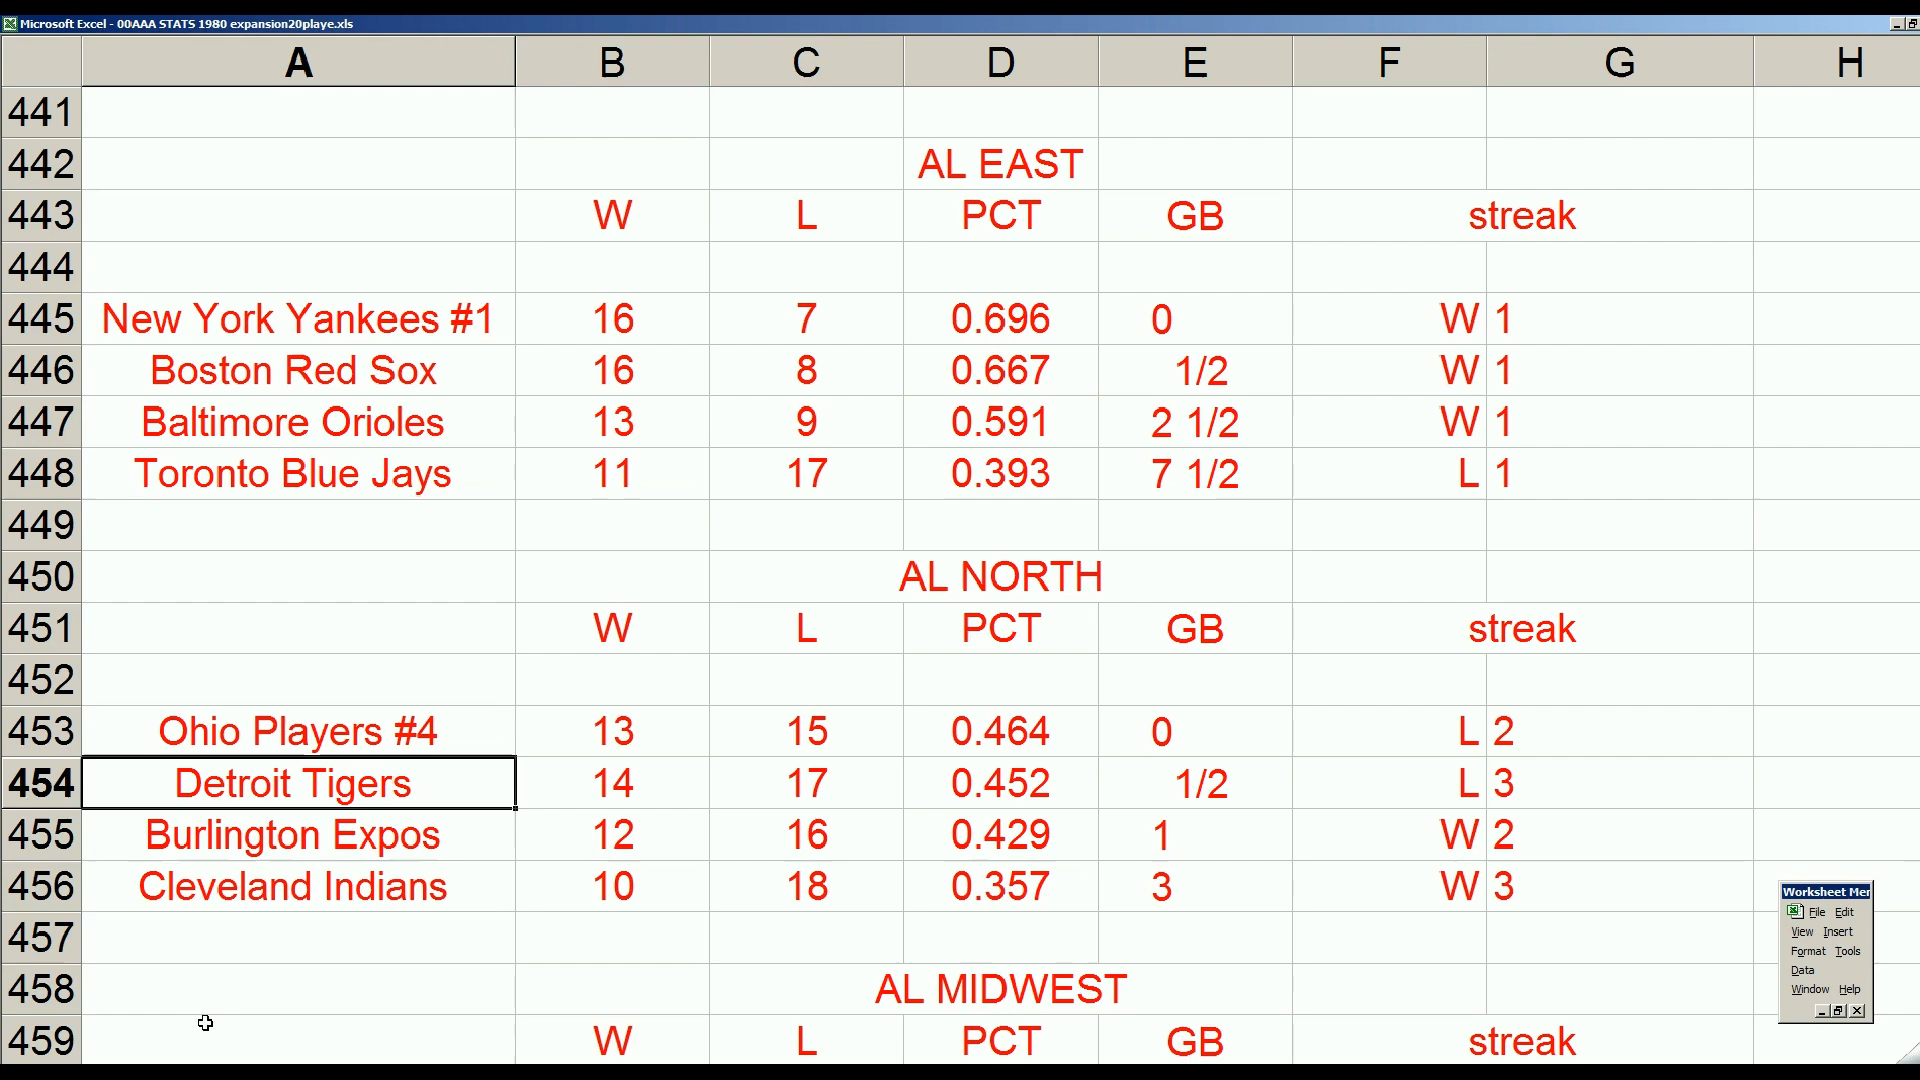 Microsoft Excel - 00AAA STATS 1980 expansion20playe.xls
A B C D E F G H
441
442 AL EAST
443 W L PCT GB streak
444
445 New York Yankees #1 16 7 0.696 0 W 1
446 Boston Red Sox 16 8 0.667 1/2 W 1
447 Baltimore Orioles 13 9 0.591 2 1/2 W 1
448 Toronto Blue Jays 11 17 0.393 7 1/2 L 1
449
450 AL NORTH
451 W L PCT GB streak
452
453 Ohio Players #4 13 15 0.464 0 L 2
454 Detroit Tigers 14 17 0.452 1/2 L 3
455 Burlington Expos 12 16 0.429 1 W 2
456 Cleveland Indians 10 18 0.357 3 W 3
457
458 AL MIDWEST
459 W L PCT GB streak
Worksheet Mer
File Edit
View Insert
Format Tools
Data
Window Help